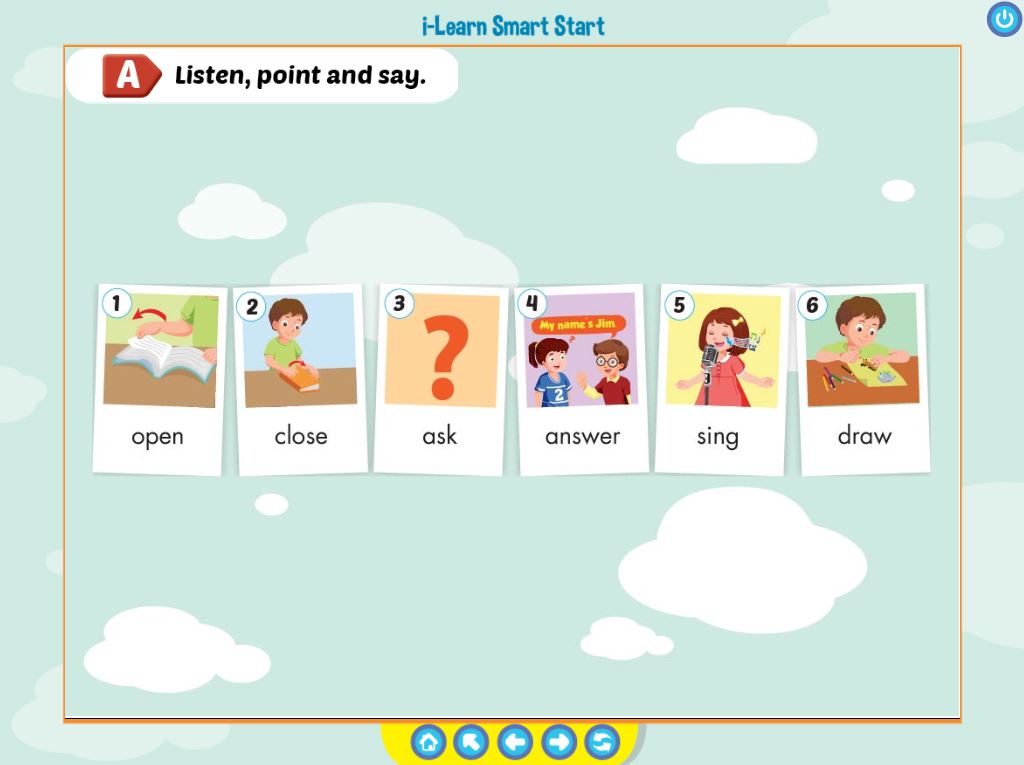 i-Learn Smart Start
A Listen, point and say.
1 2 3 4 5 6
My name's Jim.
2
open close ask answer sing draw